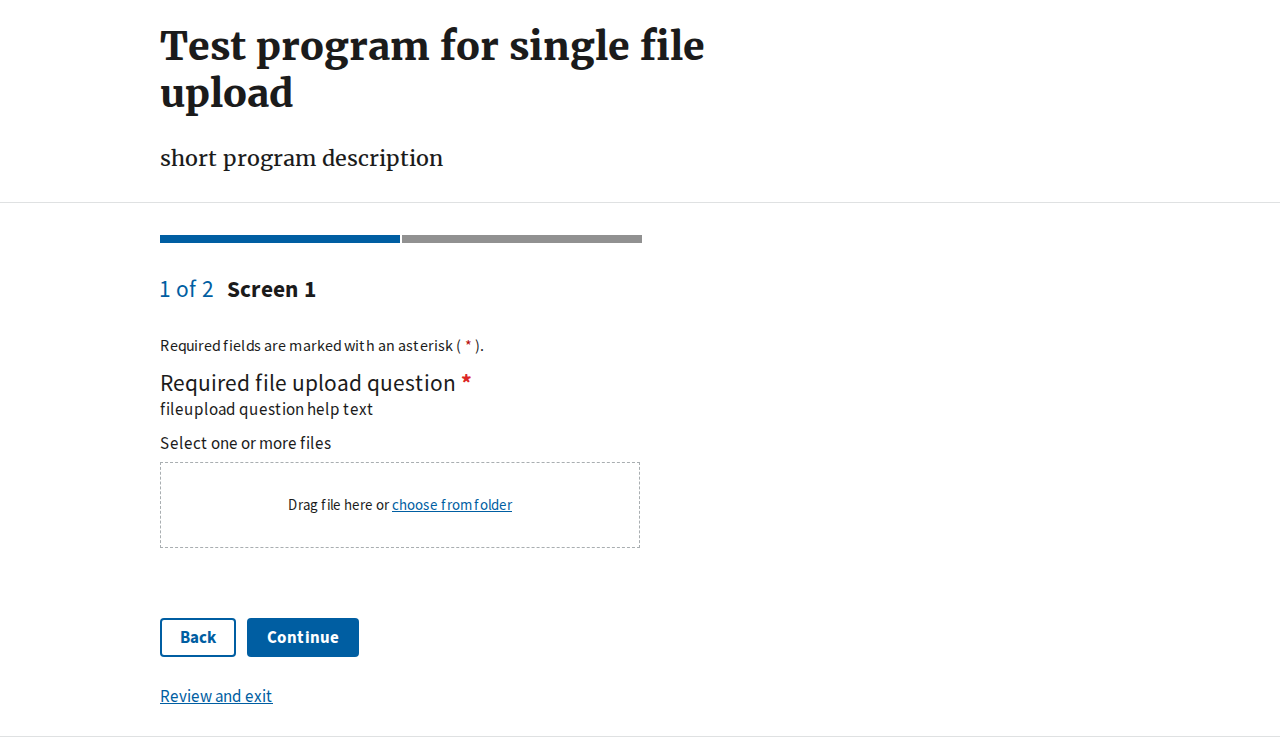 Test program for single file
upload
short program description
1 of 2 Screen 1
Required fields are marked with an asterisk ( * ).
Required file upload question *
fileupload question help text
Select one or more files
Drag file here or choose from folder
Back Continue
Review and exit